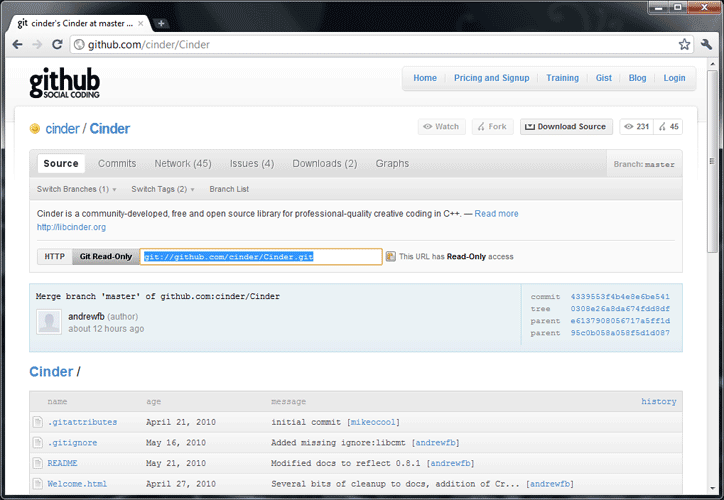 git cinder's Cinder at master ...
github.com/cinder/Cinder
github
SOCIAL CODING
Home Pricing and Signup Training Gist Blog Login
cinder / Cinder
Watch Fork Download Source 231 45
Source Commits Network (45) Issues (4) Downloads (2) Graphs Branch: master
Switch Branches (1) Switch Tags (2) Branch List
Cinder is a community-developed, free and open source library for professional-quality creative coding in C++. — Read more
http://libcinder.org
HTTP Git Read-Only git://github.com/cinder/Cinder.git This URL has Read-Only access
Merge branch 'master' of github.com:cinder/Cinder
andrewfb (author)
about 12 hours ago
commit 4339553f4b4e8e6be541
tree 0308e26a8da674fdd8df
parent e6137908056717a5ff1d
parent 95c0b058a058f5d1d087
Cinder /
name age message history
.gitattributes April 21, 2010 initial commit [mikeocool]
.gitignore May 16, 2010 Added missing ignore:libcmt [andrewfb]
README May 21, 2010 Modified docs to reflect 0.8.1 [andrewfb]
Welcome.html April 27, 2010 Several bits of cleanup to docs, addition of Cr... [andrewfb]